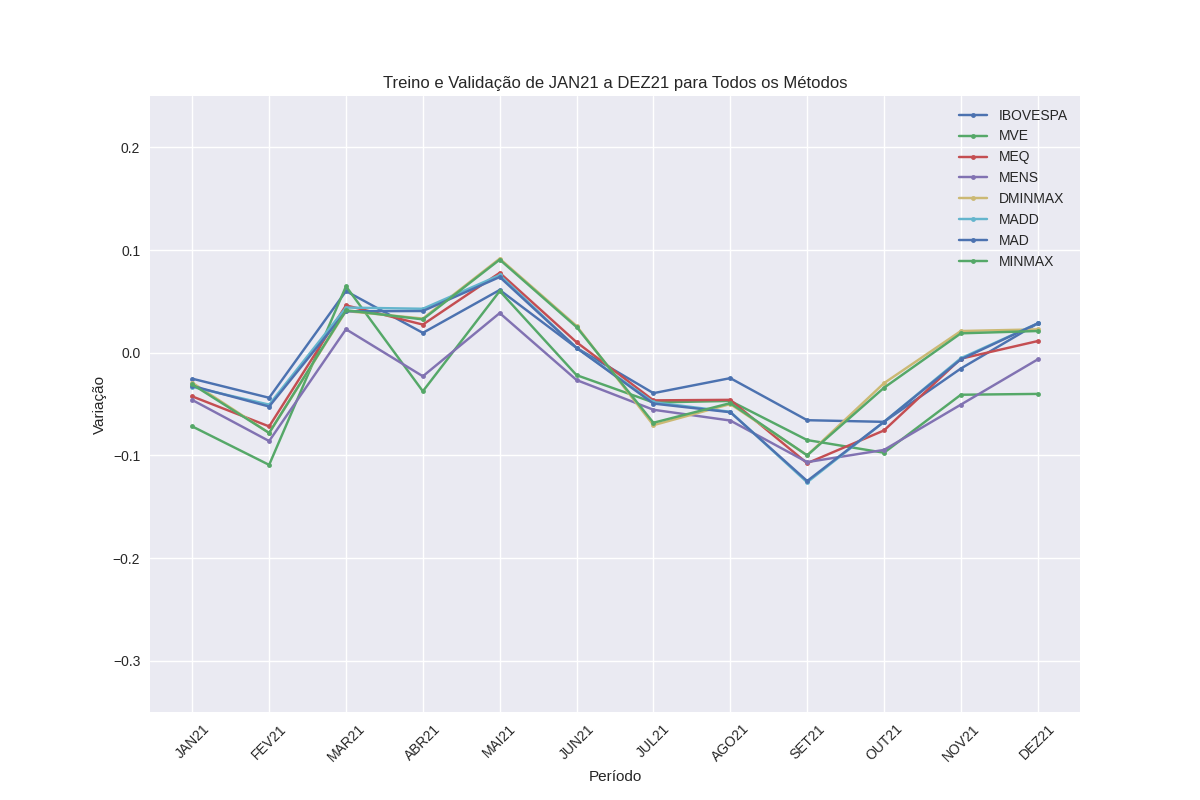 Treino e Validação de JAN21 a DEZ21 para Todos os Métodos
IBOVESPA
MVE
MEQ
MENS
DMINMAX
MADD
MAD
MINMAX
0.2
0.1
0.0
−0.1
−0.2
−0.3
Variação
JAN21
FEV21
MAR21
ABR21
MAI21
JUN21
JUL21
AGO21
SET21
OUT21
NOV21
DEZ21
Período